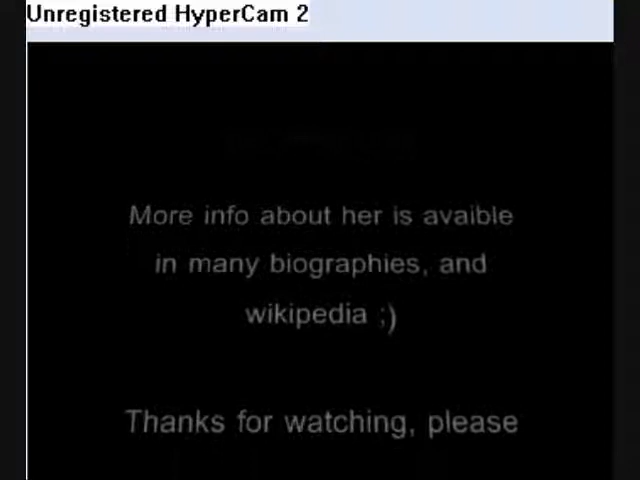 Unregistered HyperCam 2
More info about her is avaible
in many biographies, and
wikipedia ;)
Thanks for watching, please